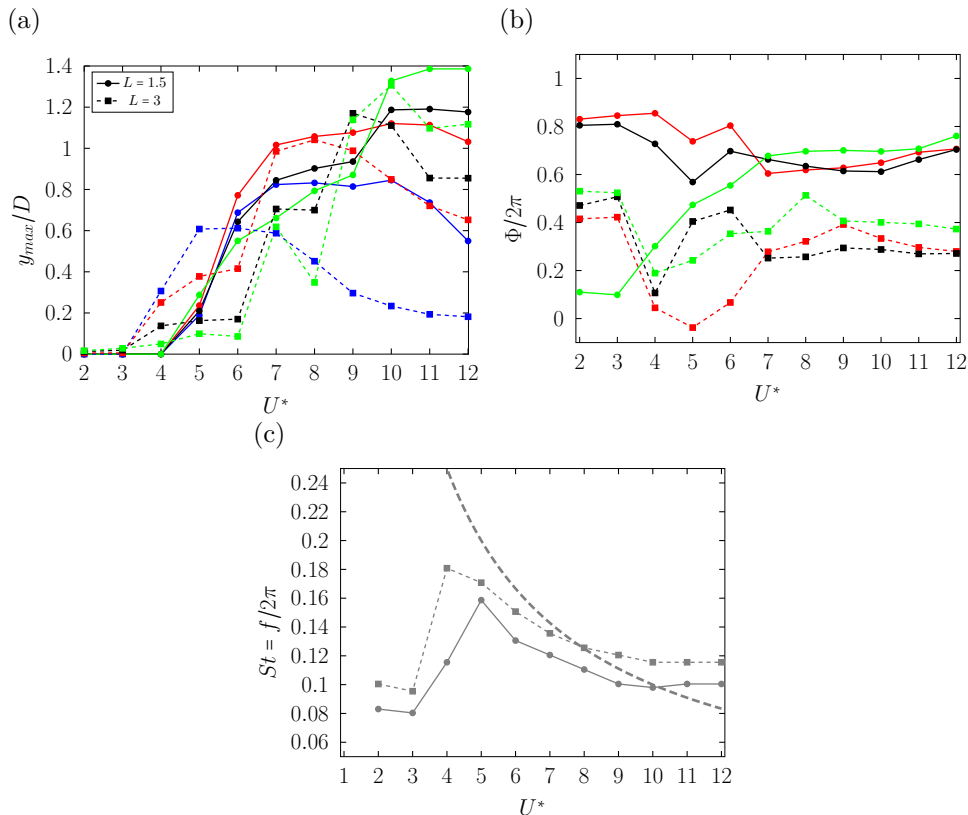 (a)
(b)
1.4
1.2
1
0.8
0.6
0.4
0.2
0
y_max/D
L = 1.5
L = 3
2 3 4 5 6 7 8 9 10 11 12
U*
1
0.8
0.6
0.4
0.2
0
Φ/2π
2 3 4 5 6 7 8 9 10 11 12
U*
(c)
0.24
0.22
0.2
0.18
0.16
0.14
0.12
0.1
0.08
0.06
St = f/2π
1 2 3 4 5 6 7 8 9 10 11 12
U*